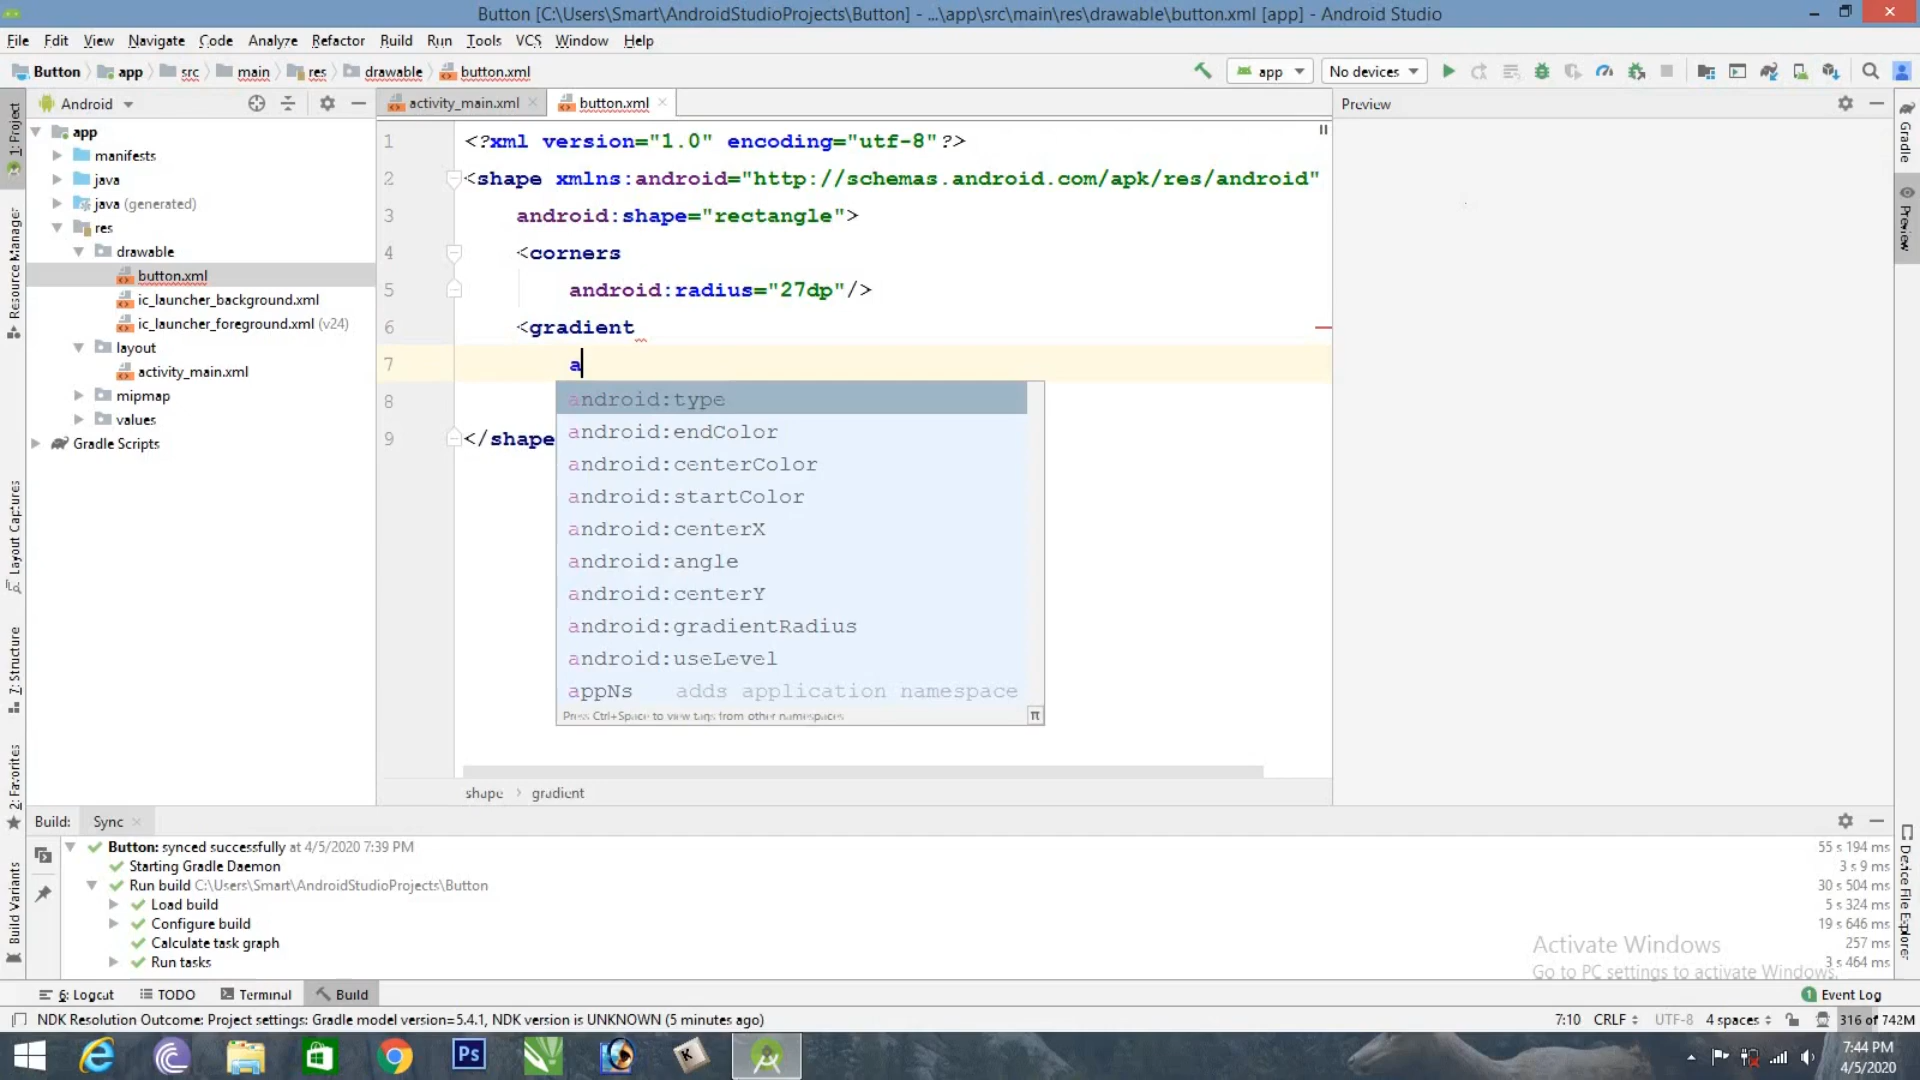 Button [C:\Users\Smart\AndroidStudioProjects\Button] - ...\app\src\main\res\drawable\button.xml [app] - Android Studio
File Edit View Navigate Code Analyze Refactor Build Run Tools VCS Window Help
Button app src main res drawable button.xml
app No devices
Android
activity_main.xml
button.xml
Preview
1: Project
Resource Manager
Layout Captures
7: Structure
2: Favorites
Build Variants
app
manifests
java
java (generated)
res
drawable
button.xml
ic_launcher_background.xml
ic_launcher_foreground.xml (v24)
layout
activity_main.xml
mipmap
values
Gradle Scripts
1 <?xml version="1.0" encoding="utf-8"?>
2 <shape xmlns:android="http://schemas.android.com/apk/res/android"
3 android:shape="rectangle">
4 <corners
5 android:radius="27dp"/>
6 <gradient
7 a
8
9 </shape
android:type
android:endColor
android:centerColor
android:startColor
android:centerX
android:angle
android:centerY
android:gradientRadius
android:useLevel
appNs adds application namespace
Press Ctrl+Space to view tags from other namespaces
π
shape > gradient
Gradle
Preview
Device File Explorer
Build: Sync
Button: synced successfully at 4/5/2020 7:39 PM 55 s 194 ms
Starting Gradle Daemon 3 s 9 ms
Run build C:\Users\Smart\AndroidStudioProjects\Button 30 s 504 ms
Load build 5 s 324 ms
Configure build 19 s 646 ms
Calculate task graph 257 ms
Run tasks 3 s 464 ms
Activate Windows
Go to PC settings to activate Windows.
6: Logcat TODO Terminal Build 1 Event Log
NDK Resolution Outcome: Project settings: Gradle model version=5.4.1, NDK version is UNKNOWN (5 minutes ago) 7:10 CRLF UTF-8 4 spaces 316 of 742M
Ps
K
7:44 PM
4/5/2020